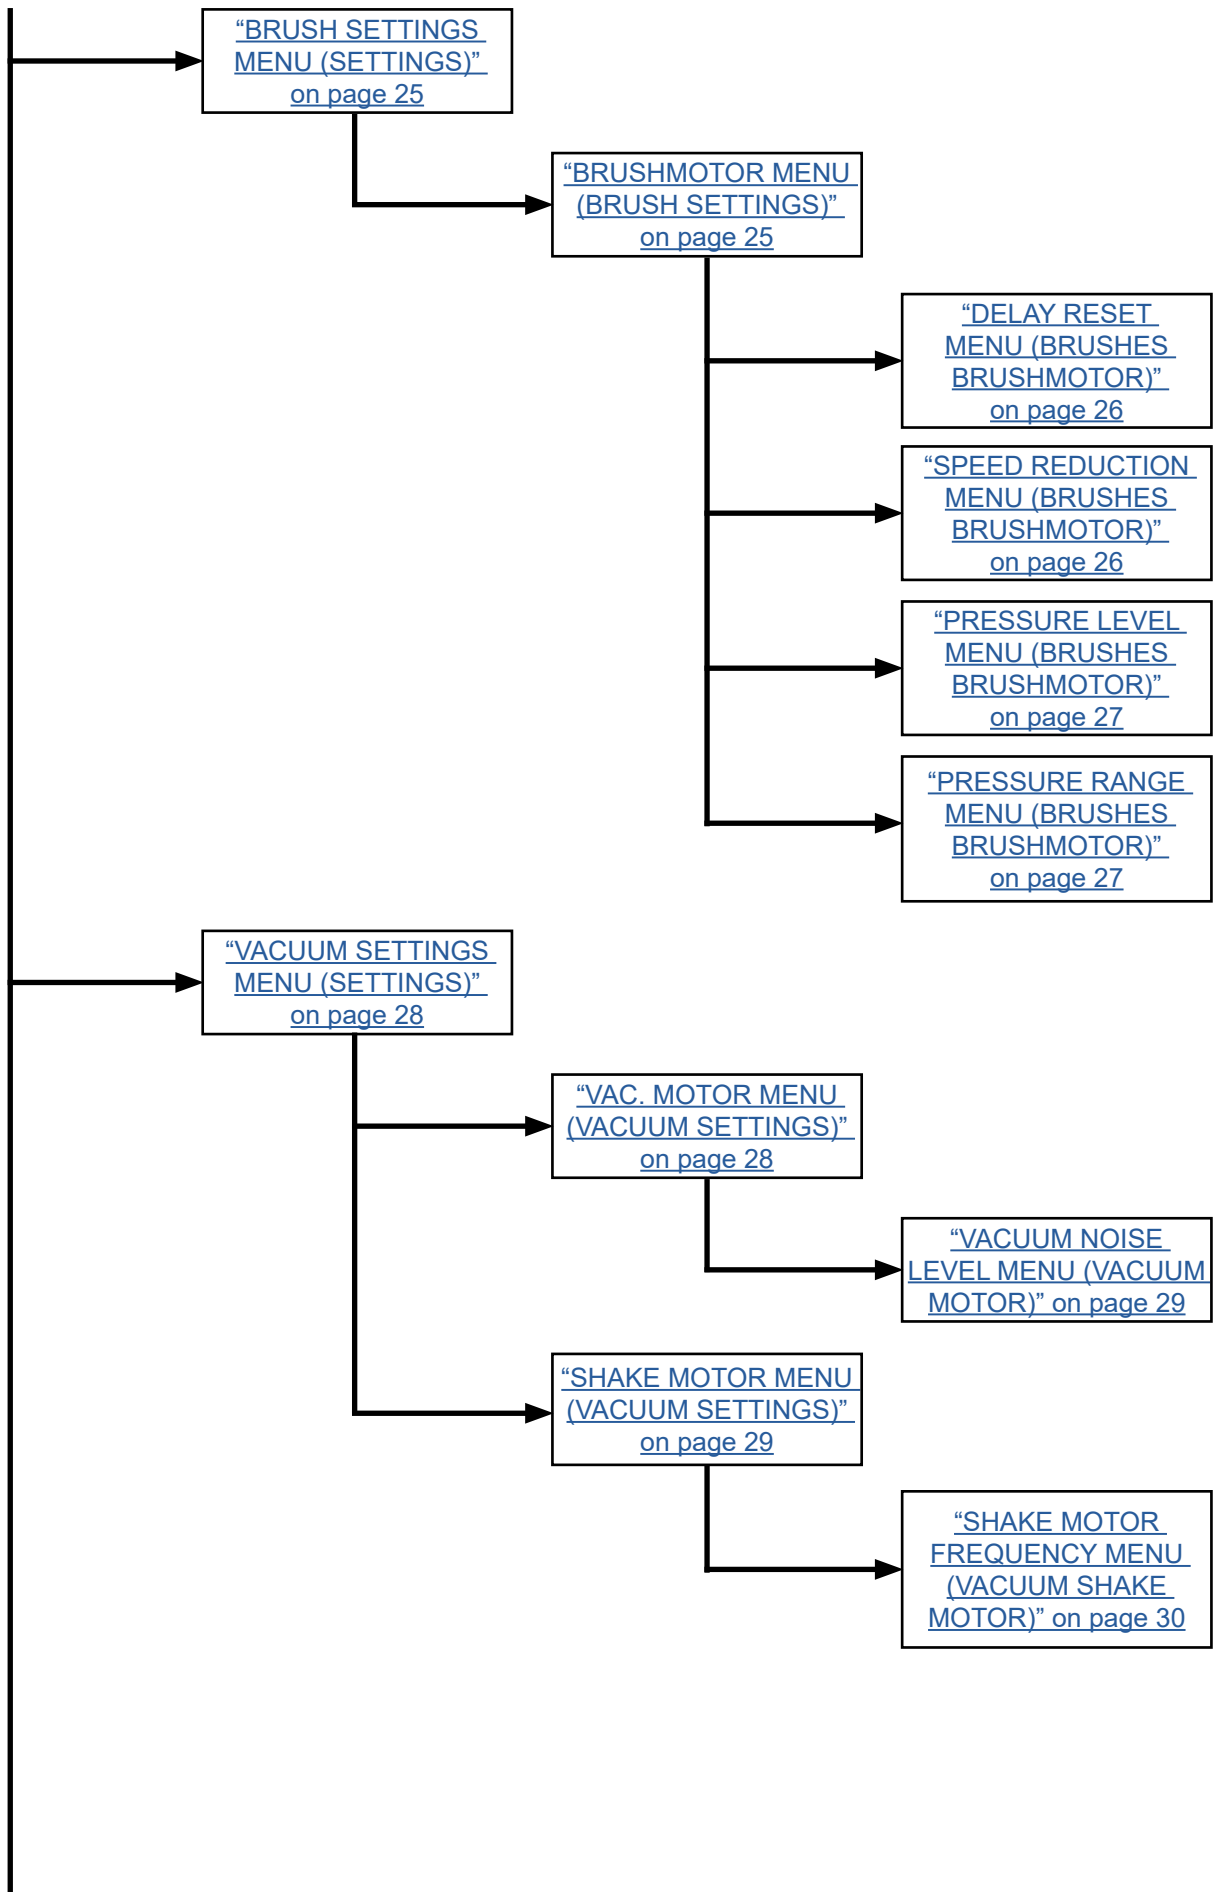 “BRUSH SETTINGS
MENU (SETTINGS)”
on page 25
“BRUSHMOTOR MENU
(BRUSH SETTINGS)”
on page 25
“DELAY RESET
MENU (BRUSHES
BRUSHMOTOR)”
on page 26
“SPEED REDUCTION
MENU (BRUSHES
BRUSHMOTOR)”
on page 26
“PRESSURE LEVEL
MENU (BRUSHES
BRUSHMOTOR)”
on page 27
“PRESSURE RANGE
MENU (BRUSHES
BRUSHMOTOR)”
on page 27
“VACUUM SETTINGS
MENU (SETTINGS)”
on page 28
“VAC. MOTOR MENU
(VACUUM SETTINGS)”
on page 28
“VACUUM NOISE
LEVEL MENU (VACUUM
MOTOR)” on page 29
“SHAKE MOTOR MENU
(VACUUM SETTINGS)”
on page 29
“SHAKE MOTOR
FREQUENCY MENU
(VACUUM SHAKE
MOTOR)” on page 30